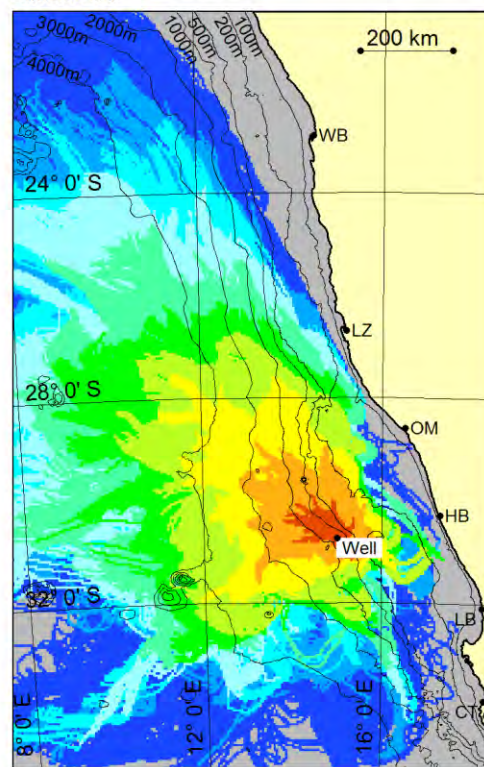 200 km
3000m
2000m
1000m
500m
200m
100m
4000m
WB
24° 0' S
LZ
28° 0' S
OM
HB
Well
32° 0' S
LB
8° 0' E
12° 0' E
16° 0' E
CT